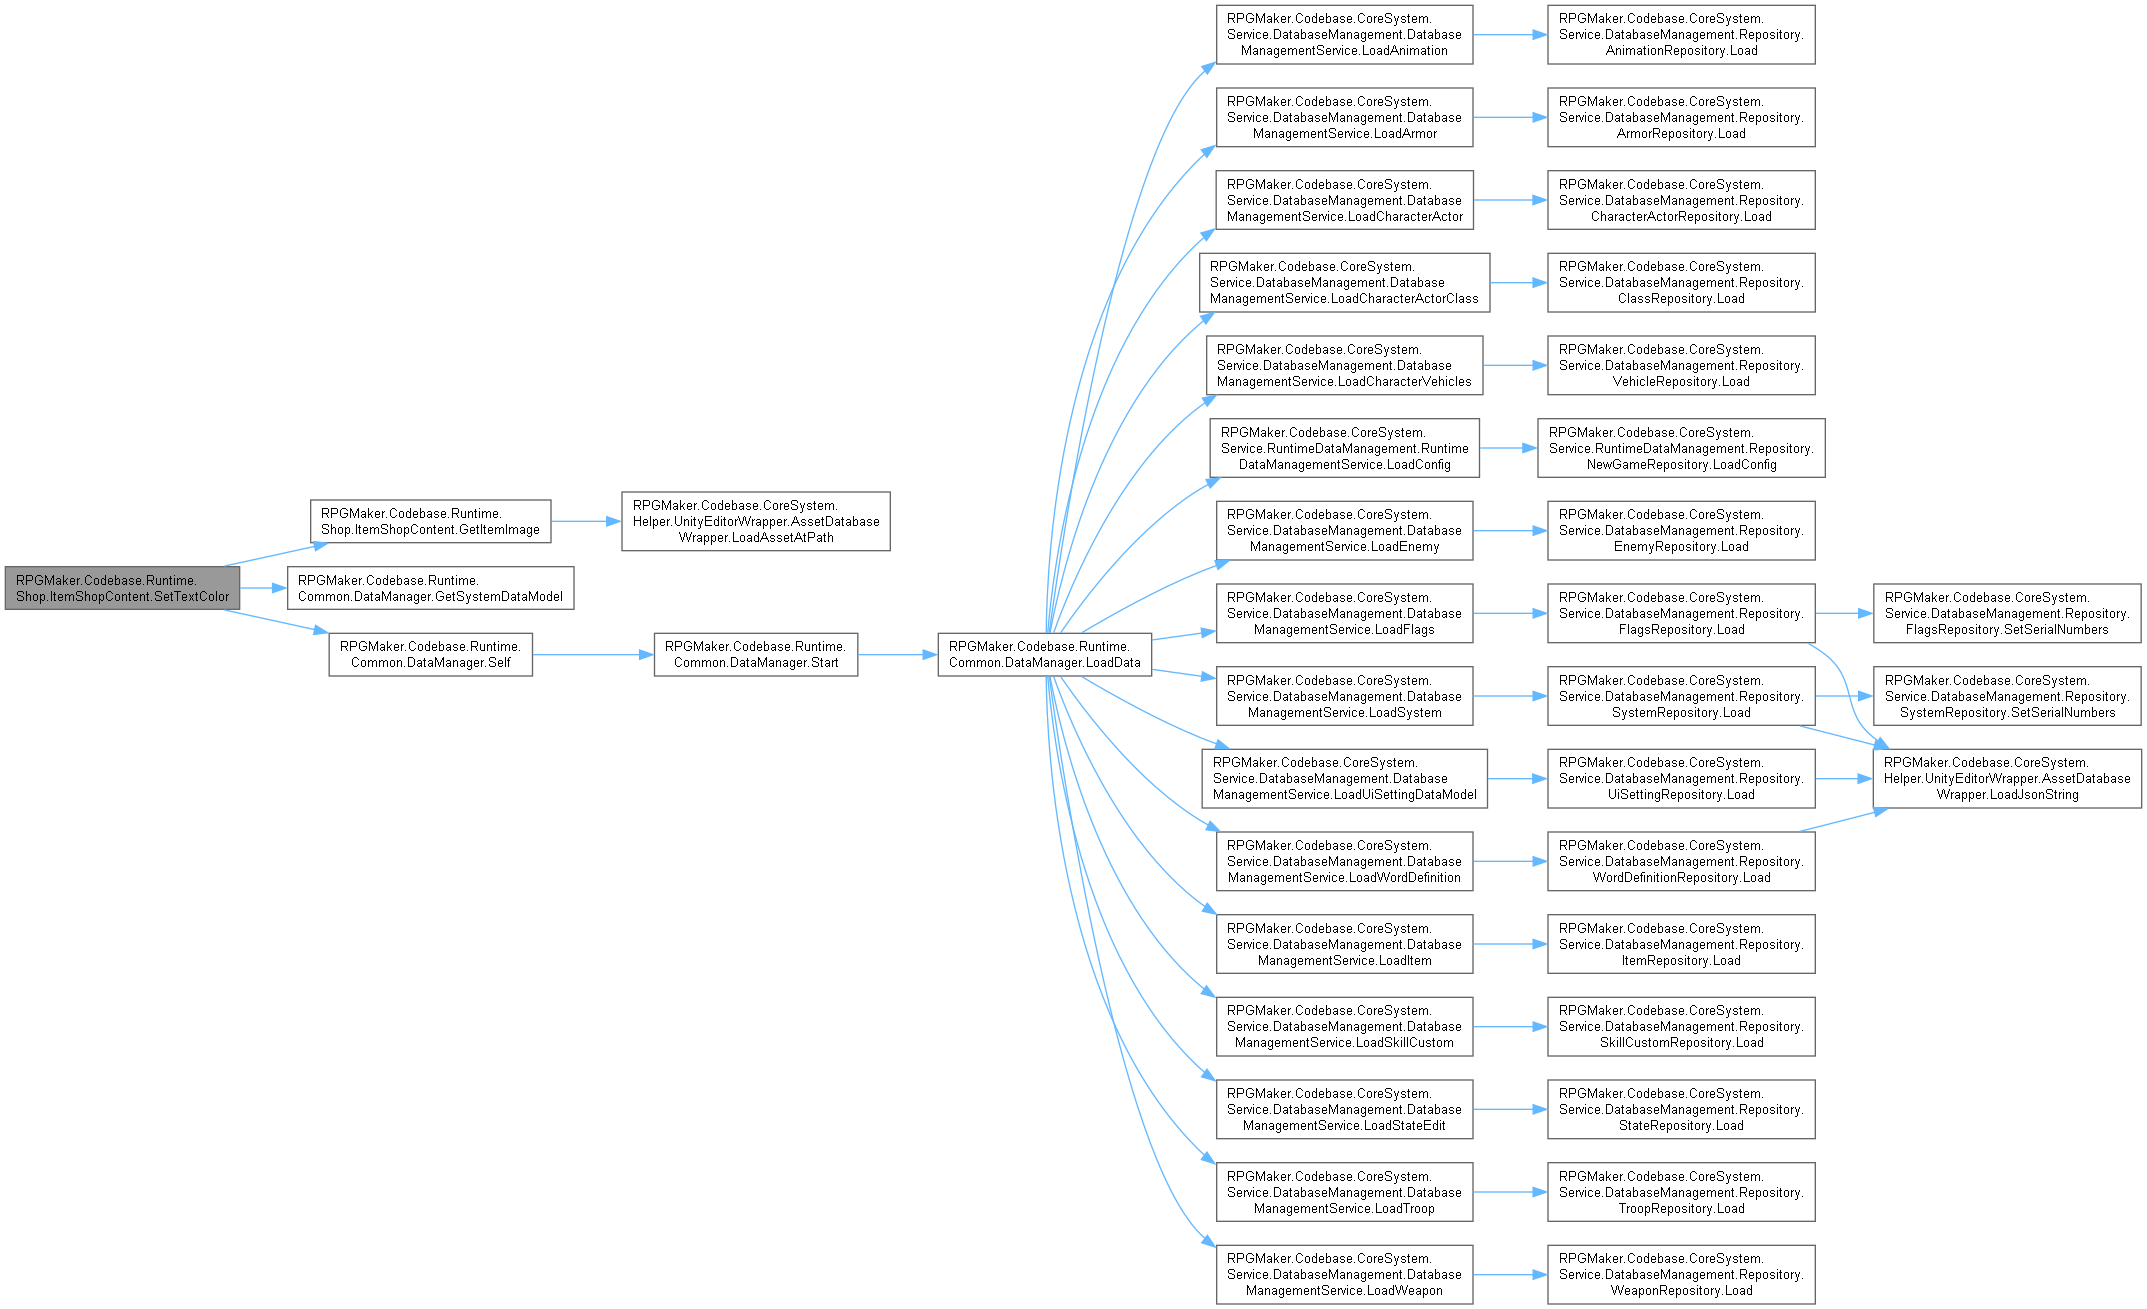 RPGMaker.Codebase.Runtime.
Shop.ItemShopContent.SetTextColor
RPGMaker.Codebase.Runtime.
Shop.ItemShopContent.GetItemImage
RPGMaker.Codebase.CoreSystem.
Helper.UnityEditorWrapper.AssetDatabase
Wrapper.LoadAssetAtPath
RPGMaker.Codebase.Runtime.
Common.DataManager.GetSystemDataModel
RPGMaker.Codebase.Runtime.
Common.DataManager.Self
RPGMaker.Codebase.Runtime.
Common.DataManager.Start
RPGMaker.Codebase.Runtime.
Common.DataManager.LoadData
RPGMaker.Codebase.CoreSystem.
Service.DatabaseManagement.Database
ManagementService.LoadAnimation
RPGMaker.Codebase.CoreSystem.
Service.DatabaseManagement.Repository.
AnimationRepository.Load
RPGMaker.Codebase.CoreSystem.
Service.DatabaseManagement.Database
ManagementService.LoadArmor
RPGMaker.Codebase.CoreSystem.
Service.DatabaseManagement.Repository.
ArmorRepository.Load
RPGMaker.Codebase.CoreSystem.
Service.DatabaseManagement.Database
ManagementService.LoadCharacterActor
RPGMaker.Codebase.CoreSystem.
Service.DatabaseManagement.Repository.
CharacterActorRepository.Load
RPGMaker.Codebase.CoreSystem.
Service.DatabaseManagement.Database
ManagementService.LoadCharacterActorClass
RPGMaker.Codebase.CoreSystem.
Service.DatabaseManagement.Repository.
ClassRepository.Load
RPGMaker.Codebase.CoreSystem.
Service.DatabaseManagement.Database
ManagementService.LoadCharacterVehicles
RPGMaker.Codebase.CoreSystem.
Service.DatabaseManagement.Repository.
VehicleRepository.Load
RPGMaker.Codebase.CoreSystem.
Service.RuntimeDataManagement.Runtime
DataManagementService.LoadConfig
RPGMaker.Codebase.CoreSystem.
Service.RuntimeDataManagement.Repository.
NewGameRepository.LoadConfig
RPGMaker.Codebase.CoreSystem.
Service.DatabaseManagement.Database
ManagementService.LoadEnemy
RPGMaker.Codebase.CoreSystem.
Service.DatabaseManagement.Repository.
EnemyRepository.Load
RPGMaker.Codebase.CoreSystem.
Service.DatabaseManagement.Database
ManagementService.LoadFlags
RPGMaker.Codebase.CoreSystem.
Service.DatabaseManagement.Repository.
FlagsRepository.Load
RPGMaker.Codebase.CoreSystem.
Service.DatabaseManagement.Repository.
FlagsRepository.SetSerialNumbers
RPGMaker.Codebase.CoreSystem.
Service.DatabaseManagement.Database
ManagementService.LoadSystem
RPGMaker.Codebase.CoreSystem.
Service.DatabaseManagement.Repository.
SystemRepository.Load
RPGMaker.Codebase.CoreSystem.
Service.DatabaseManagement.Repository.
SystemRepository.SetSerialNumbers
RPGMaker.Codebase.CoreSystem.
Service.DatabaseManagement.Database
ManagementService.LoadUiSettingDataModel
RPGMaker.Codebase.CoreSystem.
Service.DatabaseManagement.Repository.
UiSettingRepository.Load
RPGMaker.Codebase.CoreSystem.
Helper.UnityEditorWrapper.AssetDatabase
Wrapper.LoadJsonString
RPGMaker.Codebase.CoreSystem.
Service.DatabaseManagement.Database
ManagementService.LoadWordDefinition
RPGMaker.Codebase.CoreSystem.
Service.DatabaseManagement.Repository.
WordDefinitionRepository.Load
RPGMaker.Codebase.CoreSystem.
Service.DatabaseManagement.Database
ManagementService.LoadItem
RPGMaker.Codebase.CoreSystem.
Service.DatabaseManagement.Repository.
ItemRepository.Load
RPGMaker.Codebase.CoreSystem.
Service.DatabaseManagement.Database
ManagementService.LoadSkillCustom
RPGMaker.Codebase.CoreSystem.
Service.DatabaseManagement.Repository.
SkillCustomRepository.Load
RPGMaker.Codebase.CoreSystem.
Service.DatabaseManagement.Database
ManagementService.LoadStateEdit
RPGMaker.Codebase.CoreSystem.
Service.DatabaseManagement.Repository.
StateRepository.Load
RPGMaker.Codebase.CoreSystem.
Service.DatabaseManagement.Database
ManagementService.LoadTroop
RPGMaker.Codebase.CoreSystem.
Service.DatabaseManagement.Repository.
TroopRepository.Load
RPGMaker.Codebase.CoreSystem.
Service.DatabaseManagement.Database
ManagementService.LoadWeapon
RPGMaker.Codebase.CoreSystem.
Service.DatabaseManagement.Repository.
WeaponRepository.Load